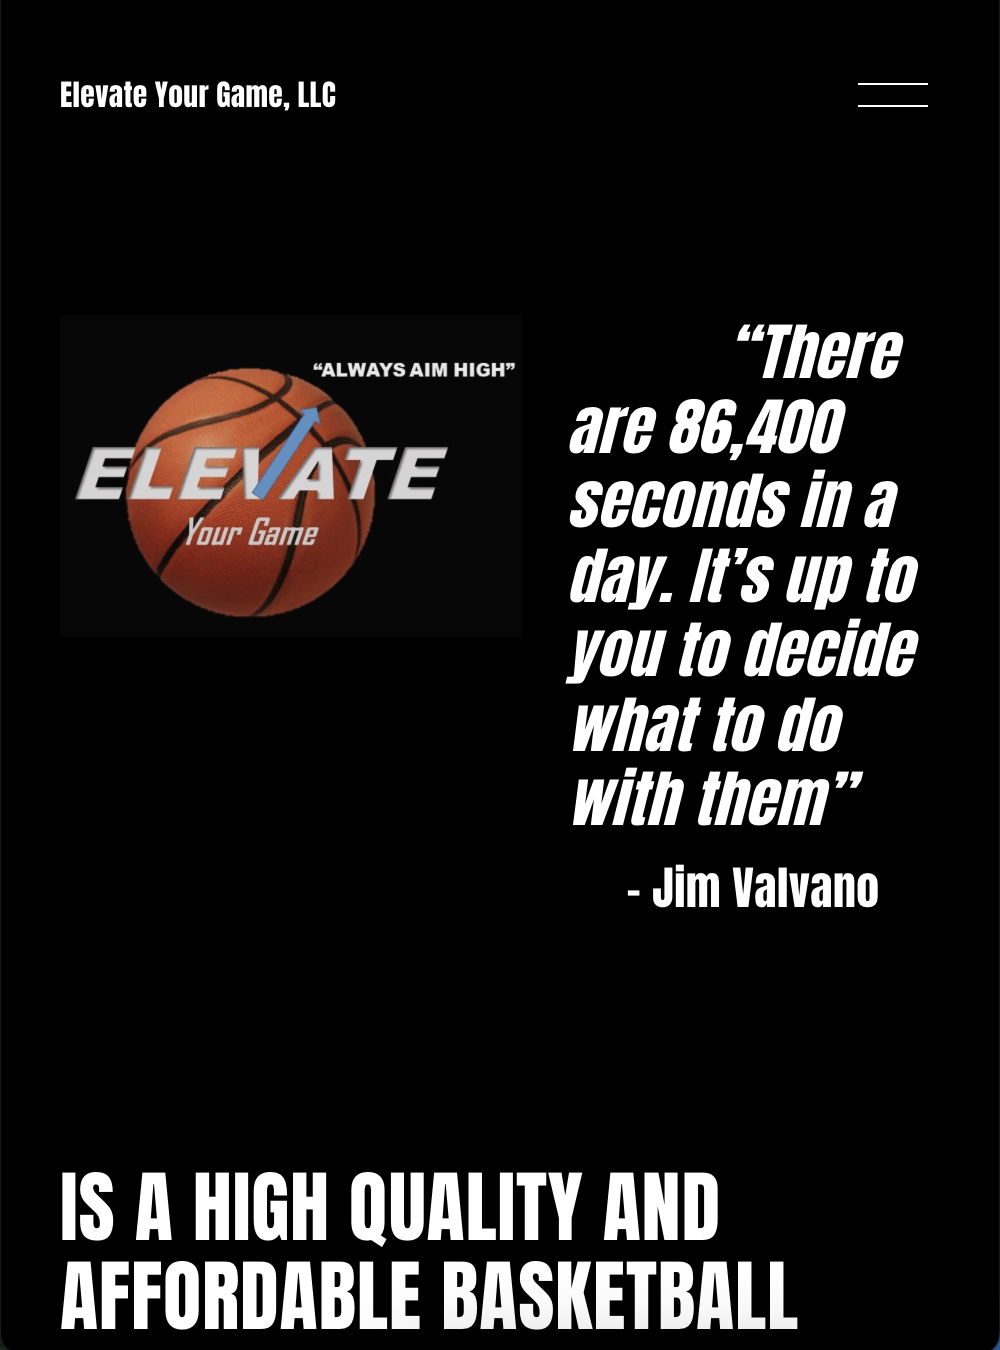 Elevate Your Game, LLC
“ALWAYS AIM HIGH”
ELEVATE
Your Game
“There
are 86,400
seconds in a
day. It’s up to
you to decide
what to do
with them”
- Jim Valvano
IS A HIGH QUALITY AND
AFFORDABLE BASKETBALL